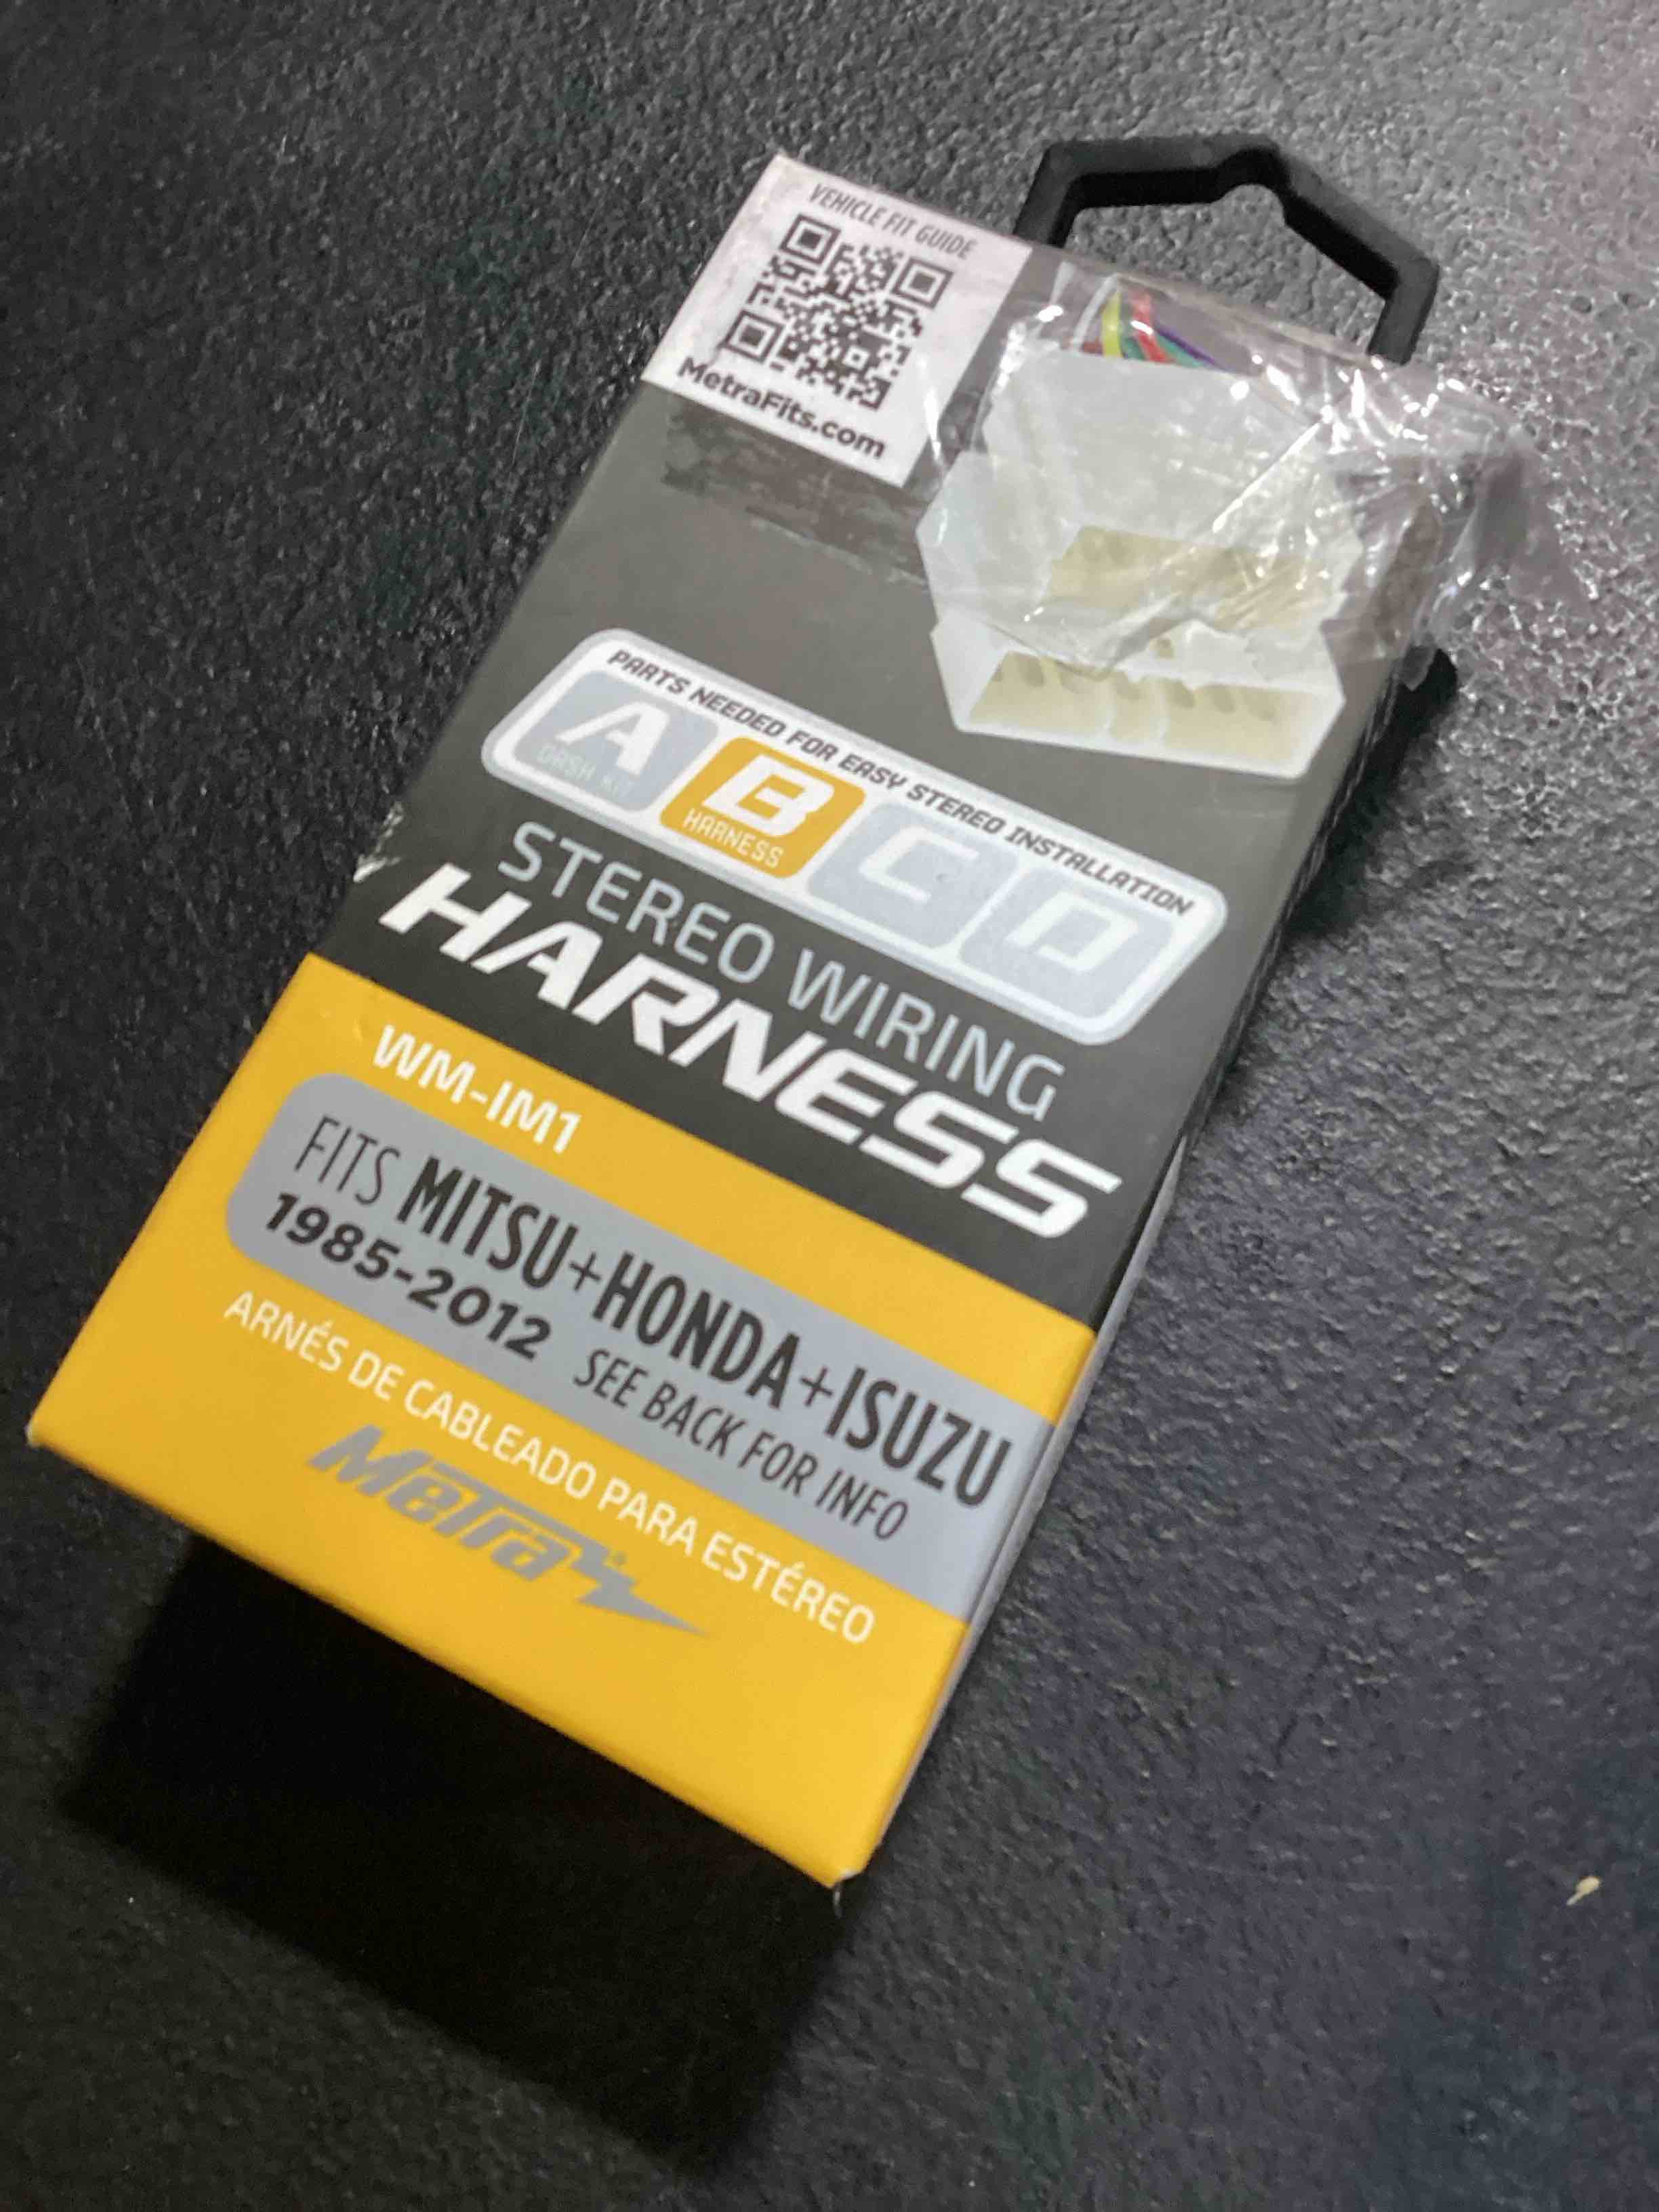 VEHICLE FIT GUIDE
MetraFits.com
PARTS NEEDED FOR EASY STEREO INSTALLATION
A B C D
DASH KIT HARNESS
STEREO WIRING
HARNESS
WM-IM1
FITS MITSU+HONDA+ISUZU
1985-2012 SEE BACK FOR INFO
ARNÉS DE CABLEADO PARA ESTÉREO
Metra